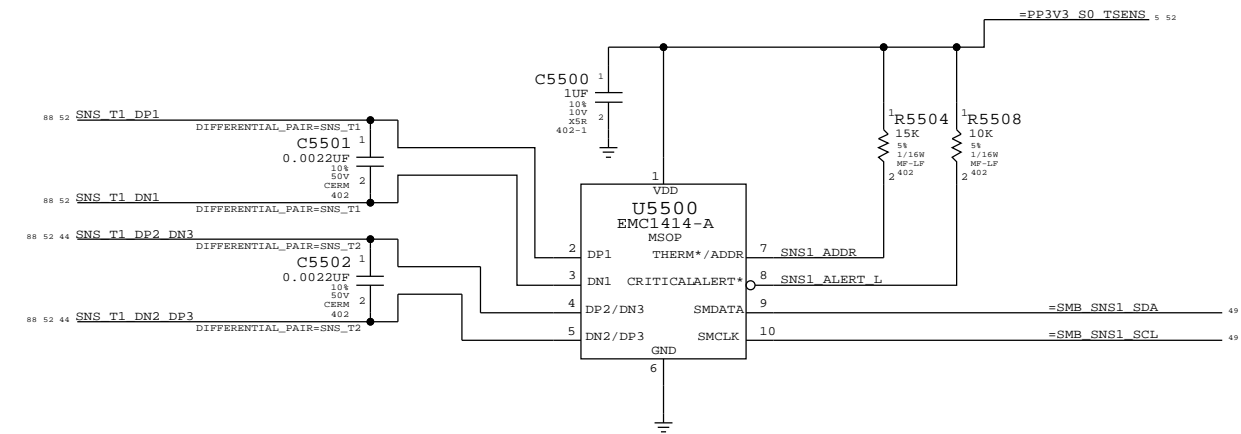 =PP3V3_S0_TSENS 5 52
C5500 1
1UF
10%
10V
X5R 2
402-1
88 52 SNS_T1_DP1
DIFFERENTIAL_PAIR=SNS_T1
C5501 1
0.0022UF
10%
50V
CERM 2
402
88 52 SNS_T1_DN1
DIFFERENTIAL_PAIR=SNS_T1
88 52 44 SNS_T1_DP2_DN3
DIFFERENTIAL_PAIR=SNS_T2
C5502 1
0.0022UF
10%
50V
CERM 2
402
88 52 44 SNS_T1_DN2_DP3
DIFFERENTIAL_PAIR=SNS_T2
1
R5504
15K
5%
1/16W
MF-LF
2 402
1
R5508
10K
5%
1/16W
MF-LF
2 402
1
VDD
U5500
EMC1414-A
MSOP
2 DP1
THERM*/ADDR 7 SNS1_ADDR
3 DN1
CRITICALALERT* 8 SNS1_ALERT_L
4 DP2/DN3
SMDATA 9 =SMB_SNS1_SDA 49
5 DN2/DP3
SMCLK 10 =SMB_SNS1_SCL 49
GND
6